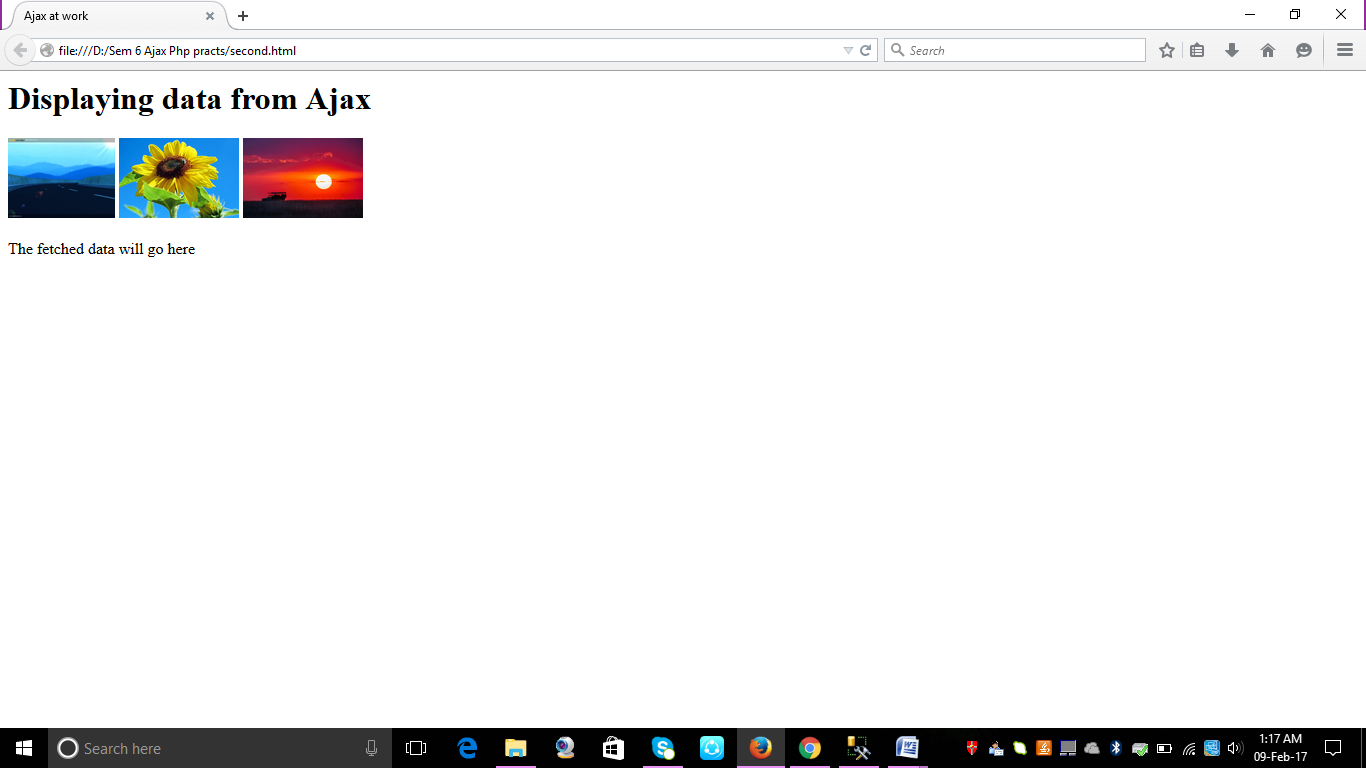 Ajax at work
file:///D:/Sem 6 Ajax Php practs/second.html
Search
Displaying data from Ajax
The fetched data will go here
Search here
1:17 AM
09-Feb-17